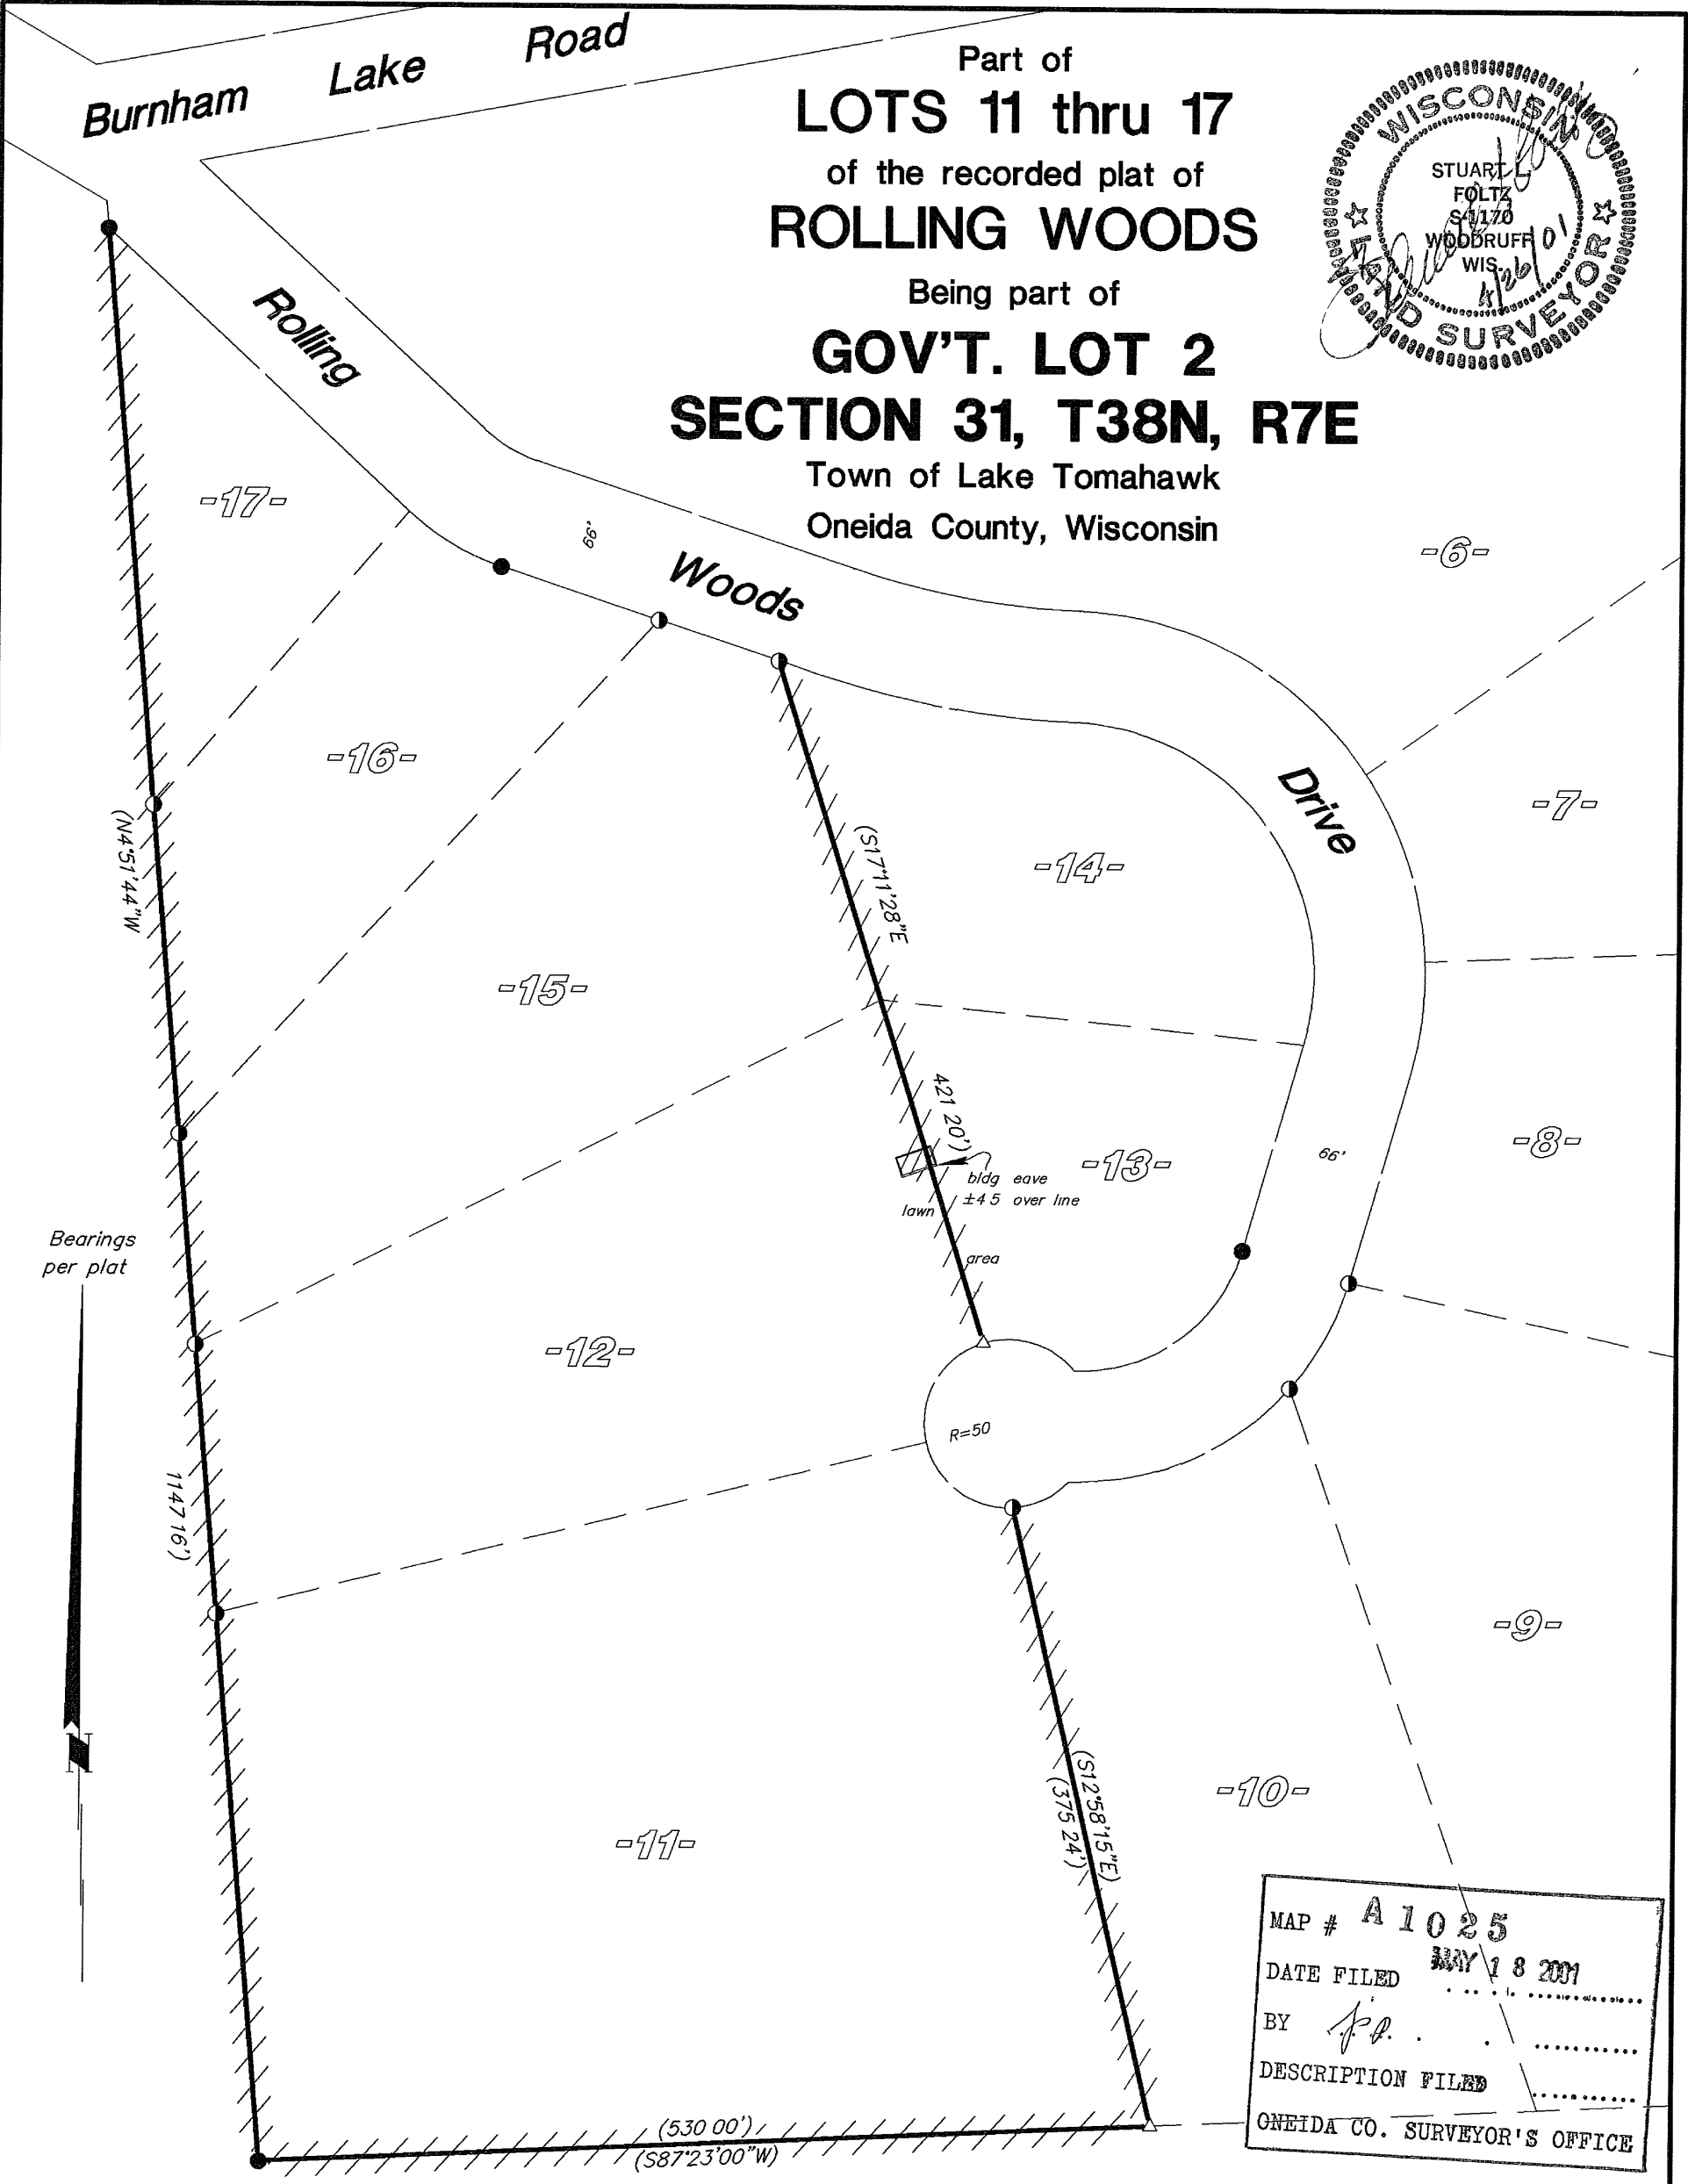 Burnham Lake Road
Part of
LOTS 11 thru 17
of the recorded plat of
ROLLING WOODS
Being part of
GOV'T. LOT 2
SECTION 31, T38N, R7E
Town of Lake Tomahawk
Oneida County, Wisconsin
WISCONSIN
STUART L.
FOLTZ
S-1170
WOODRUFF
WIS.
4/26/01
LAND SURVEYOR
Rolling
Woods
Drive
66'
-17-
-6-
-16-
-7-
-14-
(N4°51'44"W
(S17°11'28"E
-15-
421 20')
-13-
-8-
66'
bldg eave
±4 5 over line
lawn
area
Bearings
per plat
-12-
R=50
1147 16')
-9-
N
(S12°58'15"E)
(375 24')
-10-
-11-
MAP # A1025
DATE FILED MAY 18 2001
BY
DESCRIPTION FILED
ONEIDA CO. SURVEYOR'S OFFICE
(530 00')
(S87°23'00"W)